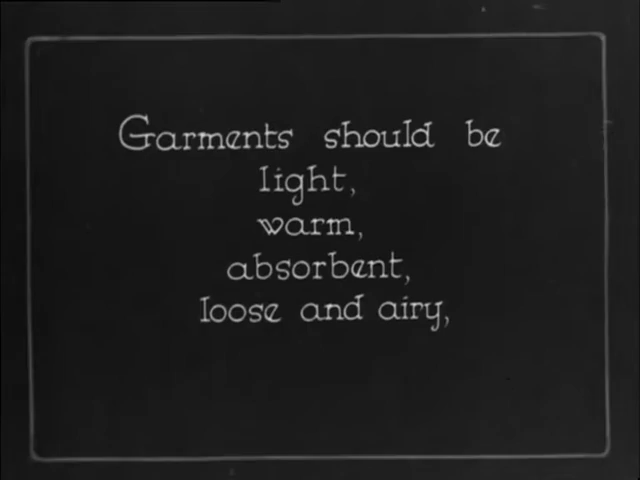 Garments should be
light,
warm,
absorbent,
loose and airy,